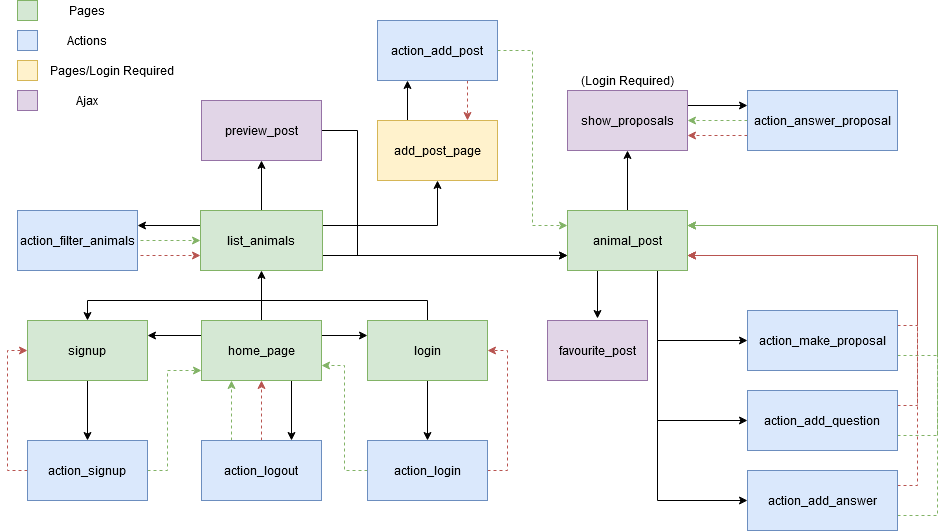 Pages
Actions
Pages/Login Required
Ajax
action_add_post
(Login Required)
preview_post
add_post_page
show_proposals
action_answer_proposal
action_filter_animals
list_animals
animal_post
signup
home_page
login
favourite_post
action_make_proposal
action_add_question
action_signup
action_logout
action_login
action_add_answer